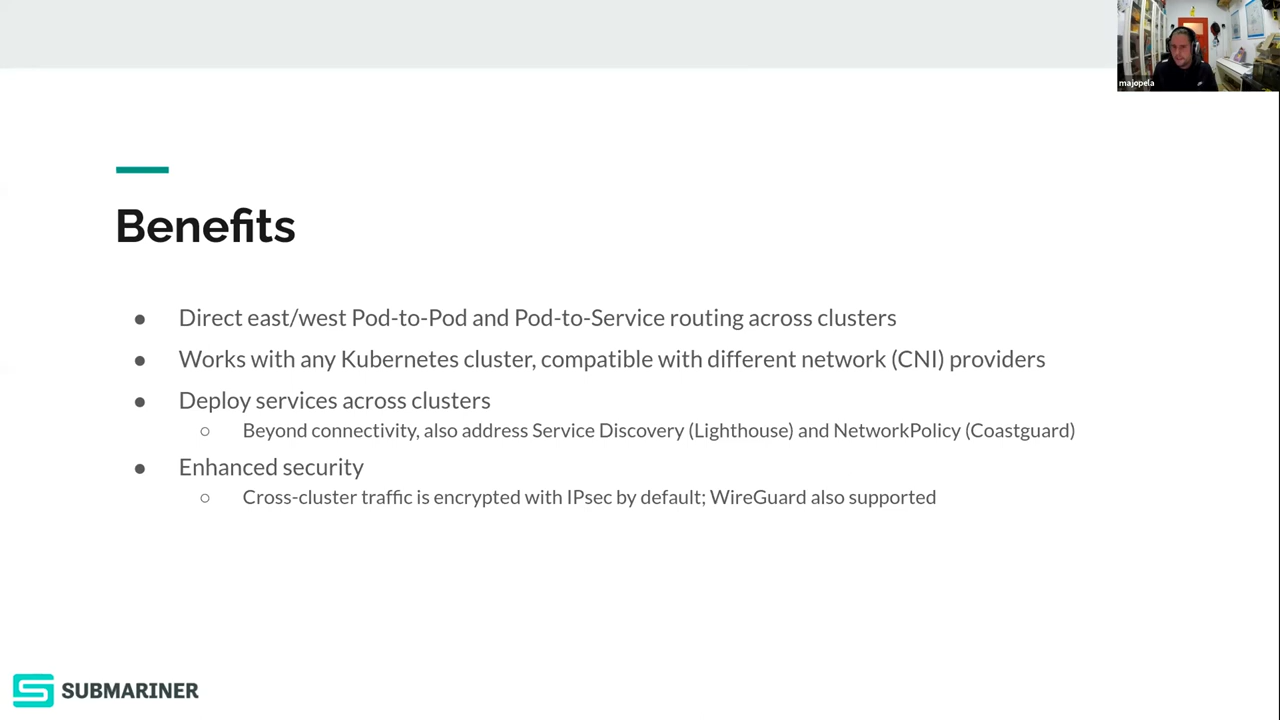 majopela
Benefits
● Direct east/west Pod-to-Pod and Pod-to-Service routing across clusters
● Works with any Kubernetes cluster, compatible with different network (CNI) providers
● Deploy services across clusters
○ Beyond connectivity, also address Service Discovery (Lighthouse) and NetworkPolicy (Coastguard)
● Enhanced security
○ Cross-cluster traffic is encrypted with IPsec by default; WireGuard also supported
SUBMARINER